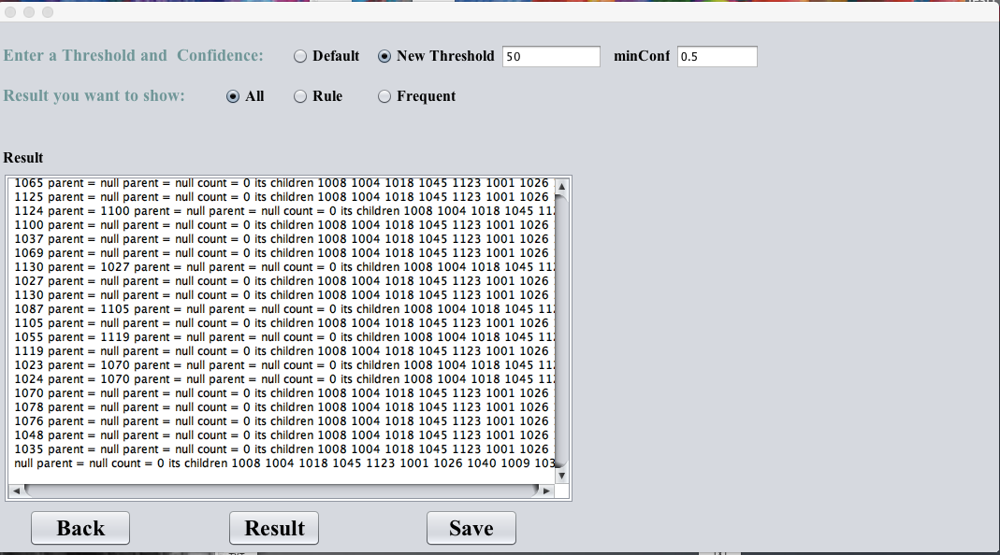 Enter a Threshold and Confidence: Default New Threshold 50 minConf 0.5
Result you want to show: All Rule Frequent
Result
1065 parent = null parent = null count = 0 its children 1008 1004 1018 1045 1123 1001 1026
1125 parent = null parent = null count = 0 its children 1008 1004 1018 1045 1123 1001 1026
1124 parent = 1100 parent = null parent = null count = 0 its children 1008 1004 1018 1045
1100 parent = null parent = null count = 0 its children 1008 1004 1018 1045 1123 1001 1026
1037 parent = null parent = null count = 0 its children 1008 1004 1018 1045 1123 1001 1026
1069 parent = null parent = null count = 0 its children 1008 1004 1018 1045 1123 1001 1026
1130 parent = 1027 parent = null parent = null count = 0 its children 1008 1004 1018 1045
1027 parent = null parent = null count = 0 its children 1008 1004 1018 1045 1123 1001 1026
1130 parent = null parent = null count = 0 its children 1008 1004 1018 1045 1123 1001 1026
1087 parent = 1105 parent = null parent = null count = 0 its children 1008 1004 1018 1045
1105 parent = null parent = null count = 0 its children 1008 1004 1018 1045 1123 1001 1026
1055 parent = 1119 parent = null parent = null count = 0 its children 1008 1004 1018 1045
1119 parent = null parent = null count = 0 its children 1008 1004 1018 1045 1123 1001 1026
1023 parent = 1070 parent = null parent = null count = 0 its children 1008 1004 1018 1045
1024 parent = 1070 parent = null parent = null count = 0 its children 1008 1004 1018 1045
1070 parent = null parent = null count = 0 its children 1008 1004 1018 1045 1123 1001 1026
1078 parent = null parent = null count = 0 its children 1008 1004 1018 1045 1123 1001 1026
1076 parent = null parent = null count = 0 its children 1008 1004 1018 1045 1123 1001 1026
1048 parent = null parent = null count = 0 its children 1008 1004 1018 1045 1123 1001 1026
1035 parent = null parent = null count = 0 its children 1008 1004 1018 1045 1123 1001 1026
null parent = null count = 0 its children 1008 1004 1018 1045 1123 1001 1026 1040 1009
Back Result Save